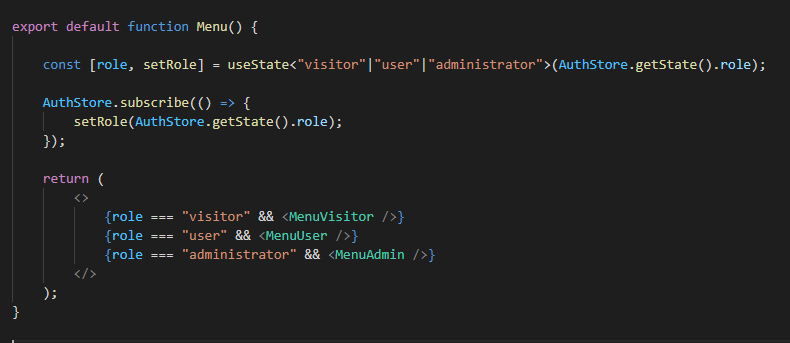 export default function Menu() {
const [role, setRole] = useState<"visitor"|"user"|"administrator">(AuthStore.getState().role);
AuthStore.subscribe(() => {
setRole(AuthStore.getState().role);
});
return (
<>
{role === "visitor" && <MenuVisitor />}
{role === "user" && <MenuUser />}
{role === "administrator" && <MenuAdmin />}
</>
);
}